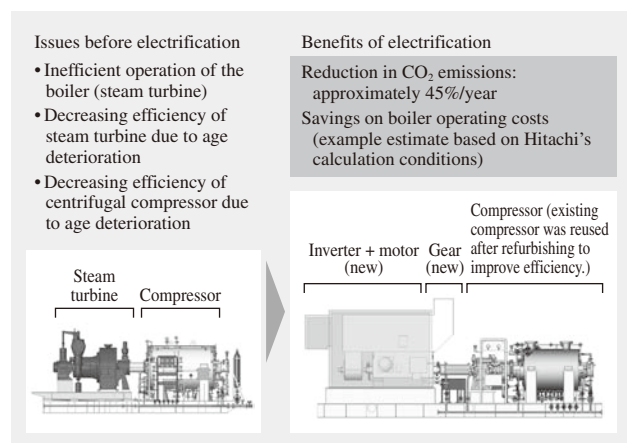 Issues before electrification
• Inefficient operation of the
boiler (steam turbine)
• Decreasing efficiency of
steam turbine due to age
deterioration
• Decreasing efficiency of
centrifugal compressor due
to age deterioration
Steam
turbine
Compressor
Benefits of electrification
Reduction in CO₂ emissions:
approximately 45%/year
Savings on boiler operating costs
(example estimate based on Hitachi’s
calculation conditions)
Inverter + motor
(new)
Gear
(new)
Compressor (existing
compressor was reused
after refurbishing to
improve efficiency.)